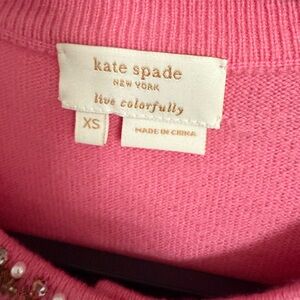 kate spade
NEW YORK
live colorfully
XS
MADE IN CHINA